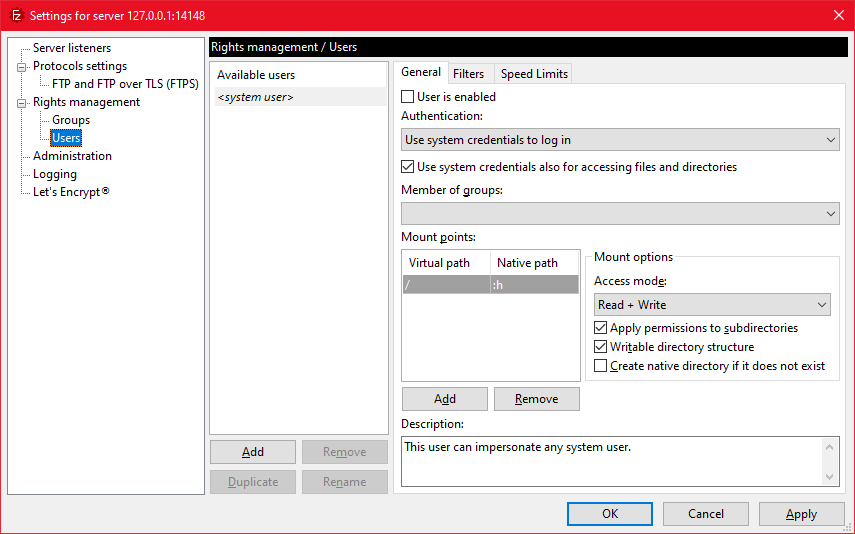 Settings for server 127.0.0.1:14148
Server listeners
Protocols settings
FTP and FTP over TLS (FTPS)
Rights management
Groups
Users
Administration
Logging
Let's Encrypt®
Rights management / Users
Available users
<system user>
Add
Remove
Duplicate
Rename
General
Filters
Speed Limits
User is enabled
Authentication:
Use system credentials to log in
Use system credentials also for accessing files and directories
Member of groups:
Mount points:
Virtual path
Native path
/
:h
Add
Remove
Mount options
Access mode:
Read + Write
Apply permissions to subdirectories
Writable directory structure
Create native directory if it does not exist
Description:
This user can impersonate any system user.
OK
Cancel
Apply